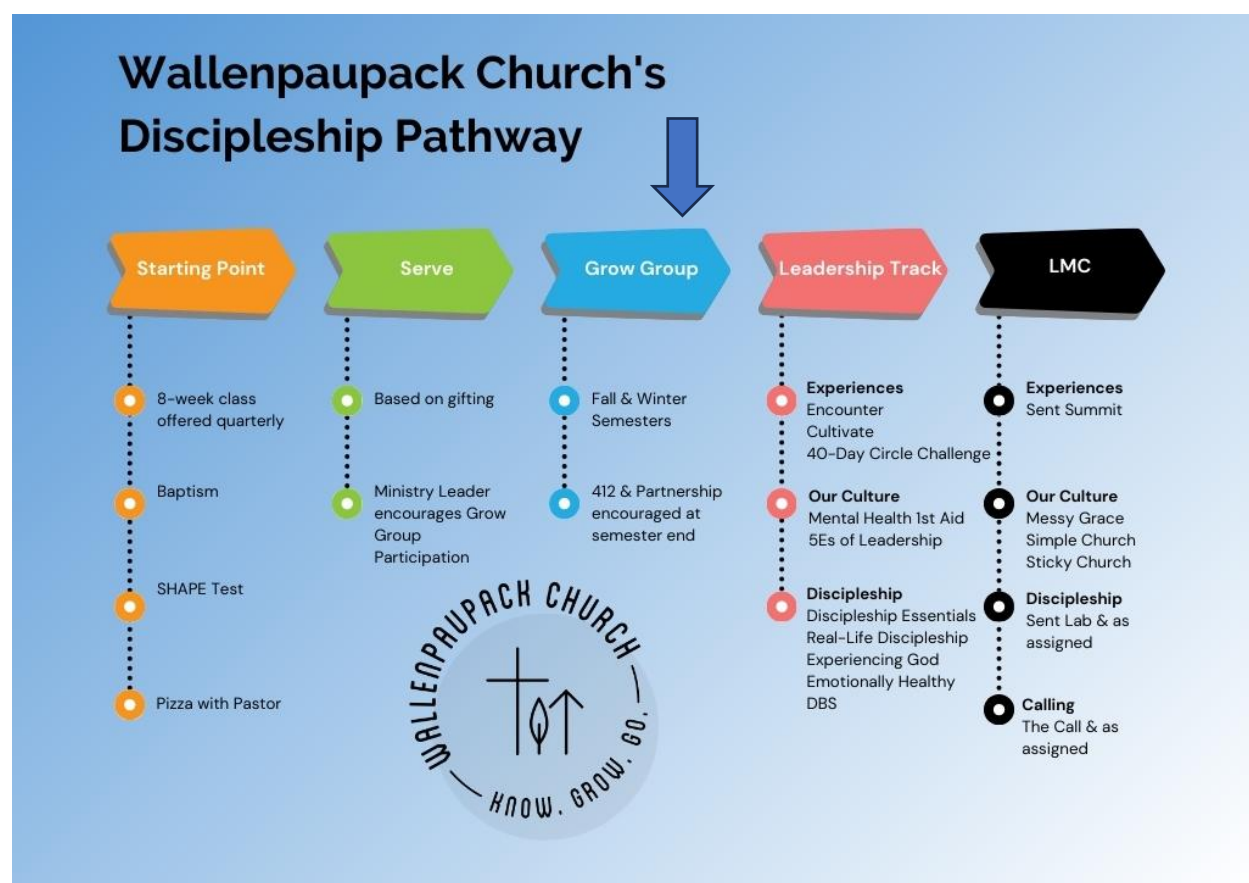 Wallenpaupack Church's
Discipleship Pathway
Starting Point
Serve
Grow Group
Leadership Track
LMC
8-week class
offered quarterly
Baptism
SHAPE Test
Pizza with Pastor
Based on gifting
Ministry Leader
encourages Grow
Group
Participation
Fall & Winter
Semesters
412 & Partnership
encouraged at
semester end
Experiences
Encounter
Cultivate
40-Day Circle Challenge
Our Culture
Mental Health 1st Aid
5Es of Leadership
Discipleship
Discipleship Essentials
Real-Life Discipleship
Experiencing God
Emotionally Healthy
DBS
Experiences
Sent Summit
Our Culture
Messy Grace
Simple Church
Sticky Church
Discipleship
Sent Lab & as
assigned
Calling
The Call & as
assigned
WALLENPAUPACK CHURCH
KNOW. GROW. GO.